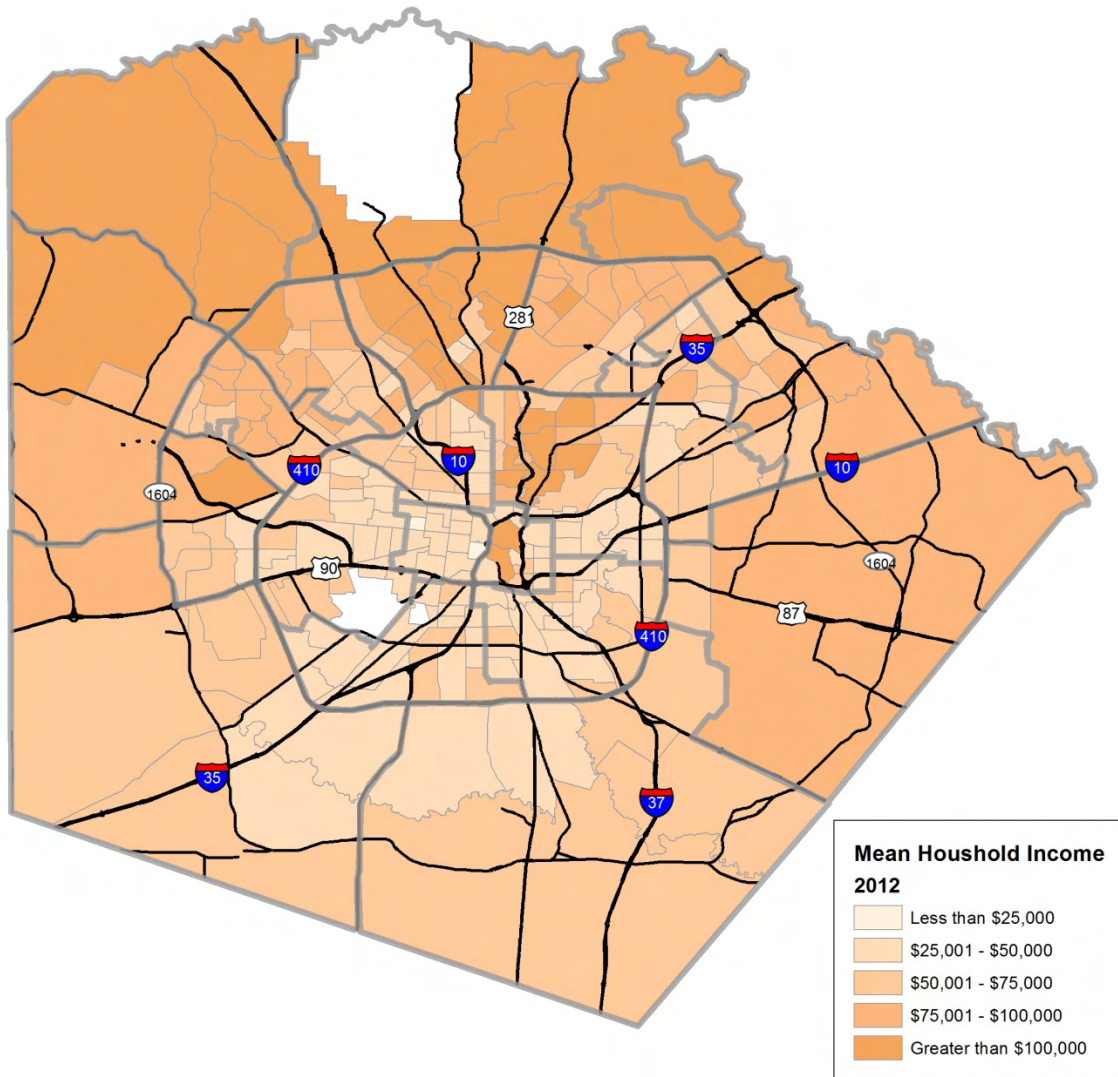 281
35
10
410
10
1604
90
1604
87
410
35
37
Mean Houshold Income
2012
Less than $25,000
$25,001 - $50,000
$50,001 - $75,000
$75,001 - $100,000
Greater than $100,000